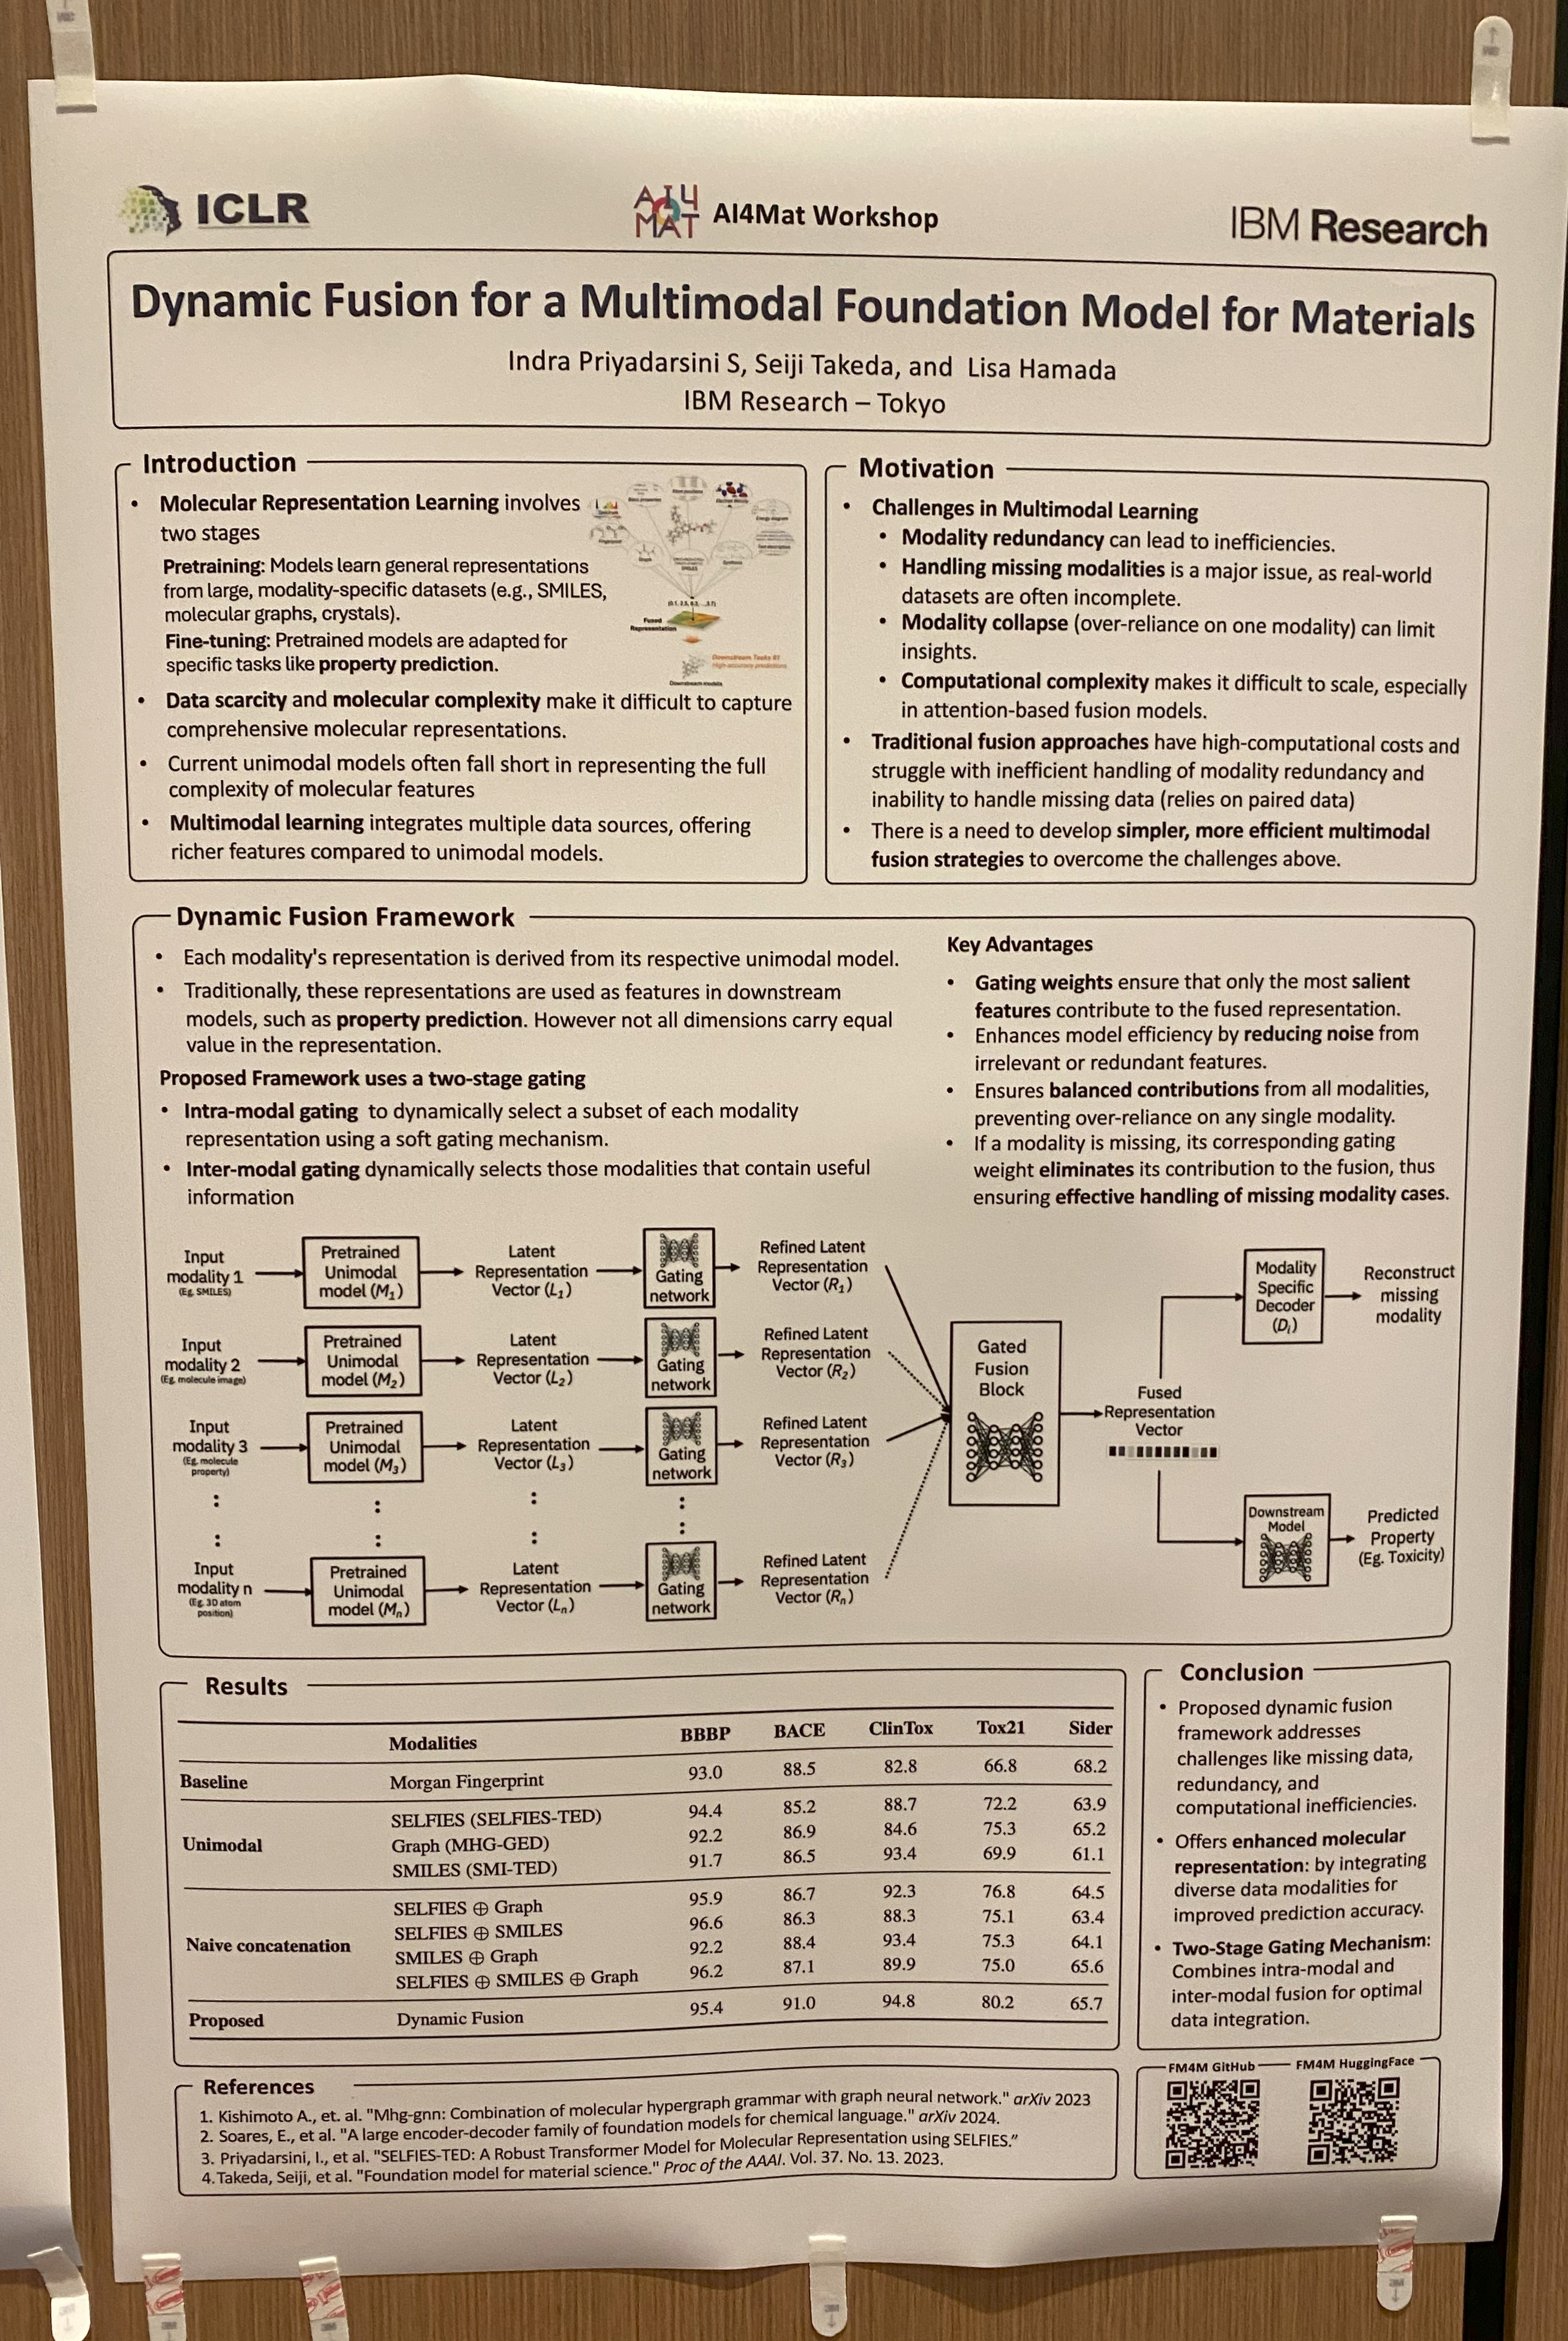 ICLR
AI4
MAT
AI4Mat Workshop
IBM Research
Dynamic Fusion for a Multimodal Foundation Model for Materials
Indra Priyadarsini S, Seiji Takeda, and Lisa Hamada
IBM Research – Tokyo
Introduction
• Molecular Representation Learning involves
two stages
Pretraining: Models learn general representations
from large, modality-specific datasets (e.g., SMILES,
molecular graphs, crystals).
Fine-tuning: Pretrained models are adapted for
specific tasks like property prediction.
Fused
Representation
Downstream models
• Data scarcity and molecular complexity make it difficult to capture
comprehensive molecular representations.
• Current unimodal models often fall short in representing the full
complexity of molecular features
• Multimodal learning integrates multiple data sources, offering
richer features compared to unimodal models.
Motivation
• Challenges in Multimodal Learning
• Modality redundancy can lead to inefficiencies.
• Handling missing modalities is a major issue, as real-world
datasets are often incomplete.
• Modality collapse (over-reliance on one modality) can limit
insights.
• Computational complexity makes it difficult to scale, especially
in attention-based fusion models.
• Traditional fusion approaches have high-computational costs and
struggle with inefficient handling of modality redundancy and
inability to handle missing data (relies on paired data)
• There is a need to develop simpler, more efficient multimodal
fusion strategies to overcome the challenges above.
Dynamic Fusion Framework
• Each modality's representation is derived from its respective unimodal model.
• Traditionally, these representations are used as features in downstream
models, such as property prediction. However not all dimensions carry equal
value in the representation.
Proposed Framework uses a two-stage gating
• Intra-modal gating to dynamically select a subset of each modality
representation using a soft gating mechanism.
• Inter-modal gating dynamically selects those modalities that contain useful
information
Key Advantages
• Gating weights ensure that only the most salient
features contribute to the fused representation.
• Enhances model efficiency by reducing noise from
irrelevant or redundant features.
• Ensures balanced contributions from all modalities,
preventing over-reliance on any single modality.
• If a modality is missing, its corresponding gating
weight eliminates its contribution to the fusion, thus
ensuring effective handling of missing modality cases.
Input
modality 1
(Eg. SMILES)
Pretrained
Unimodal
model (M₁)
Latent
Representation
Vector (L₁)
Gating
network
Refined Latent
Representation
Vector (R₁)
Input
modality 2
(Eg. molecule image)
Pretrained
Unimodal
model (M₂)
Latent
Representation
Vector (L₂)
Gating
network
Refined Latent
Representation
Vector (R₂)
Input
modality 3
(Eg. molecule
property)
Pretrained
Unimodal
model (M₃)
Latent
Representation
Vector (L₃)
Gating
network
Refined Latent
Representation
Vector (R₃)
Input
modality n
(Eg. 3D atom
position)
Pretrained
Unimodal
model (Mₙ)
Latent
Representation
Vector (Lₙ)
Gating
network
Refined Latent
Representation
Vector (Rₙ)
Gated
Fusion
Block
Fused
Representation
Vector
Modality
Specific
Decoder
(Dᵢ)
Reconstruct
missing
modality
Downstream
Model
Predicted
Property
(Eg. Toxicity)
Results
Modalities BBBP BACE ClinTox Tox21 Sider
Baseline Morgan Fingerprint 93.0 88.5 82.8 66.8 68.2
Unimodal
SELFIES (SELFIES-TED) 94.4 85.2 88.7 72.2 63.9
Graph (MHG-GED) 92.2 86.9 84.6 75.3 65.2
SMILES (SMI-TED) 91.7 86.5 93.4 69.9 61.1
Naive concatenation
SELFIES ⊕ Graph 95.9 86.7 92.3 76.8 64.5
SELFIES ⊕ SMILES 96.6 86.3 88.3 75.1 63.4
SMILES ⊕ Graph 92.2 88.4 93.4 75.3 64.1
SELFIES ⊕ SMILES ⊕ Graph 96.2 87.1 89.9 75.0 65.6
Proposed Dynamic Fusion 95.4 91.0 94.8 80.2 65.7
Conclusion
• Proposed dynamic fusion
framework addresses
challenges like missing data,
redundancy, and
computational inefficiencies.
• Offers enhanced molecular
representation: by integrating
diverse data modalities for
improved prediction accuracy.
• Two-Stage Gating Mechanism:
Combines intra-modal and
inter-modal fusion for optimal
data integration.
References
1. Kishimoto A., et. al. "Mhg-gnn: Combination of molecular hypergraph grammar with graph neural network." arXiv 2023
2. Soares, E., et al. "A large encoder-decoder family of foundation models for chemical language." arXiv 2024.
3. Priyadarsini, I., et al. "SELFIES-TED: A Robust Transformer Model for Molecular Representation using SELFIES."
4. Takeda, Seiji, et al. "Foundation model for material science." Proc of the AAAI. Vol. 37. No. 13. 2023.
FM4M GitHub
FM4M HuggingFace